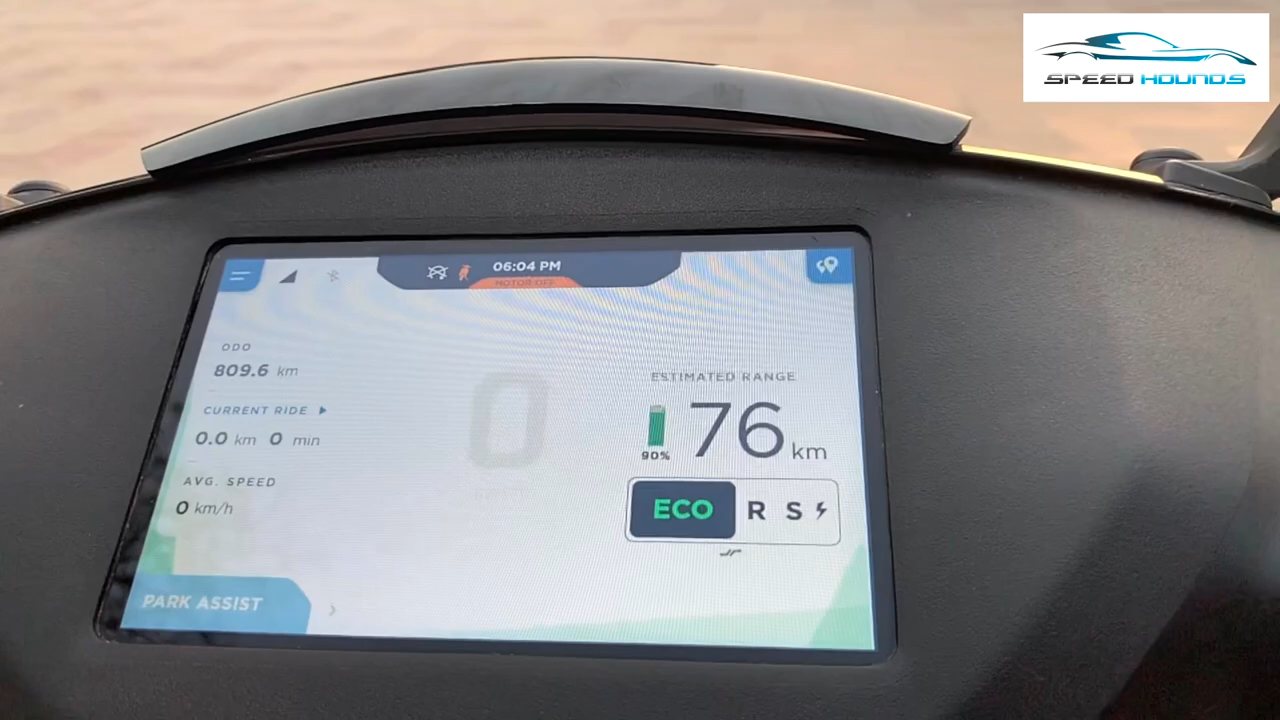 SPEED HOUNDS
06:04 PM
MOTOR OFF
ODO
809.6 km
CURRENT RIDE
0.0 km 0 min
AVG. SPEED
0 km/h
0
ESTIMATED RANGE
76 km
90%
ECO R S
PARK ASSIST